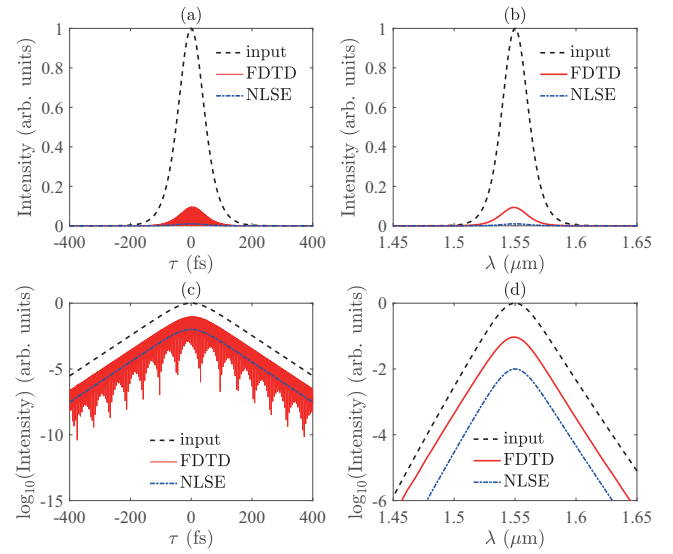 (a)
Intensity (arb. units)
1
0.8
0.6
0.4
0.2
0
input
FDTD
NLSE
-400 -200 0 200 400
τ (fs)
(b)
Intensity (arb. units)
1
0.8
0.6
0.4
0.2
0
input
FDTD
NLSE
1.45 1.5 1.55 1.6 1.65
λ (μm)
(c)
log10(Intensity) (arb. units)
0
-5
-10
-15
input
FDTD
NLSE
-400 -200 0 200 400
τ (fs)
(d)
log10(Intensity) (arb. units)
0
-2
-4
-6
input
FDTD
NLSE
1.45 1.5 1.55 1.6 1.65
λ (μm)